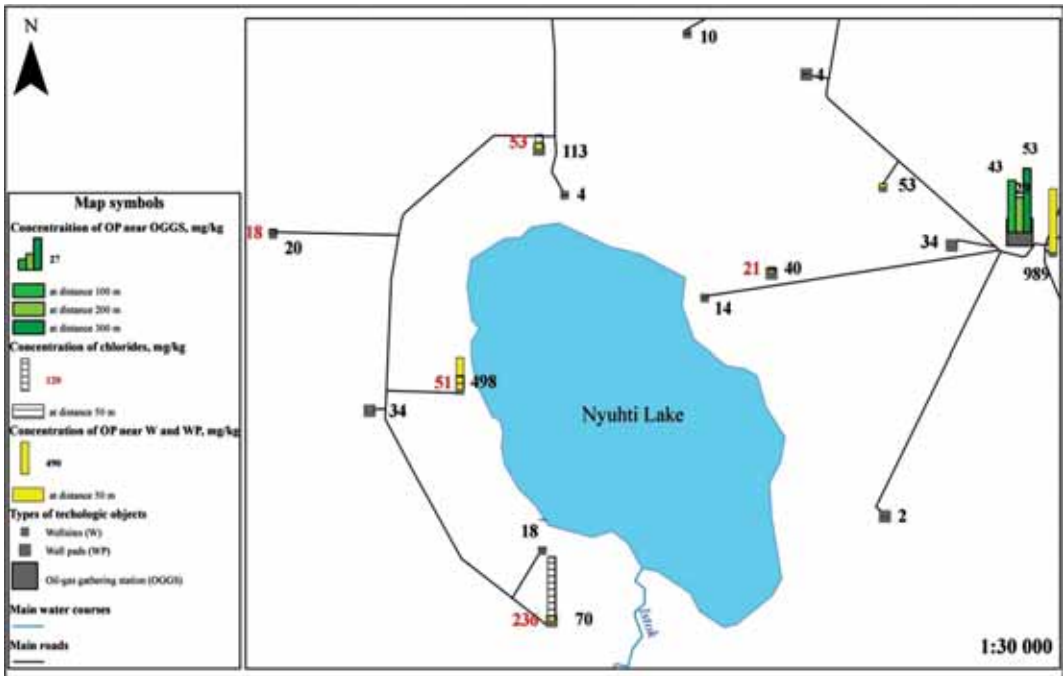 N
10
4
53
113
4
53
53
43
29
18
20
34
21
40
14
989
51
498
34
Nyuhti Lake
2
18
230
70
Istok
1:30 000
Map symbols
Concentraition of OP near OGGS, mg/kg
27
at distance 100 m
at distance 200 m
at distance 300 m
Concentration of chlorides, mg/kg
120
at distance 50 m
Concentration of OP near W and WP, mg/kg
490
at distance 50 m
Types of techologic objects
Wellsites (W)
Well pads (WP)
Oil-gas gathering station (OGGS)
Main water courses
Main roads